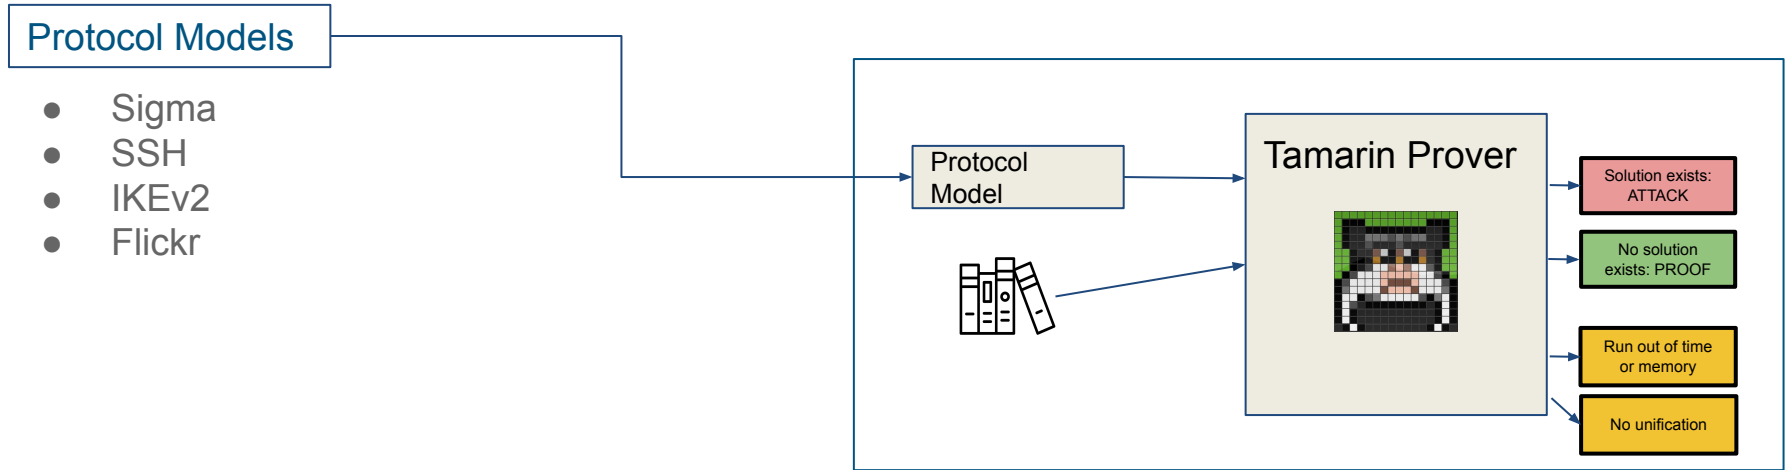 Protocol Models
● Sigma
● SSH
● IKEv2
● Flickr
Protocol
Model
Tamarin Prover
Solution exists:
ATTACK
No solution
exists: PROOF
Run out of time
or memory
No unification